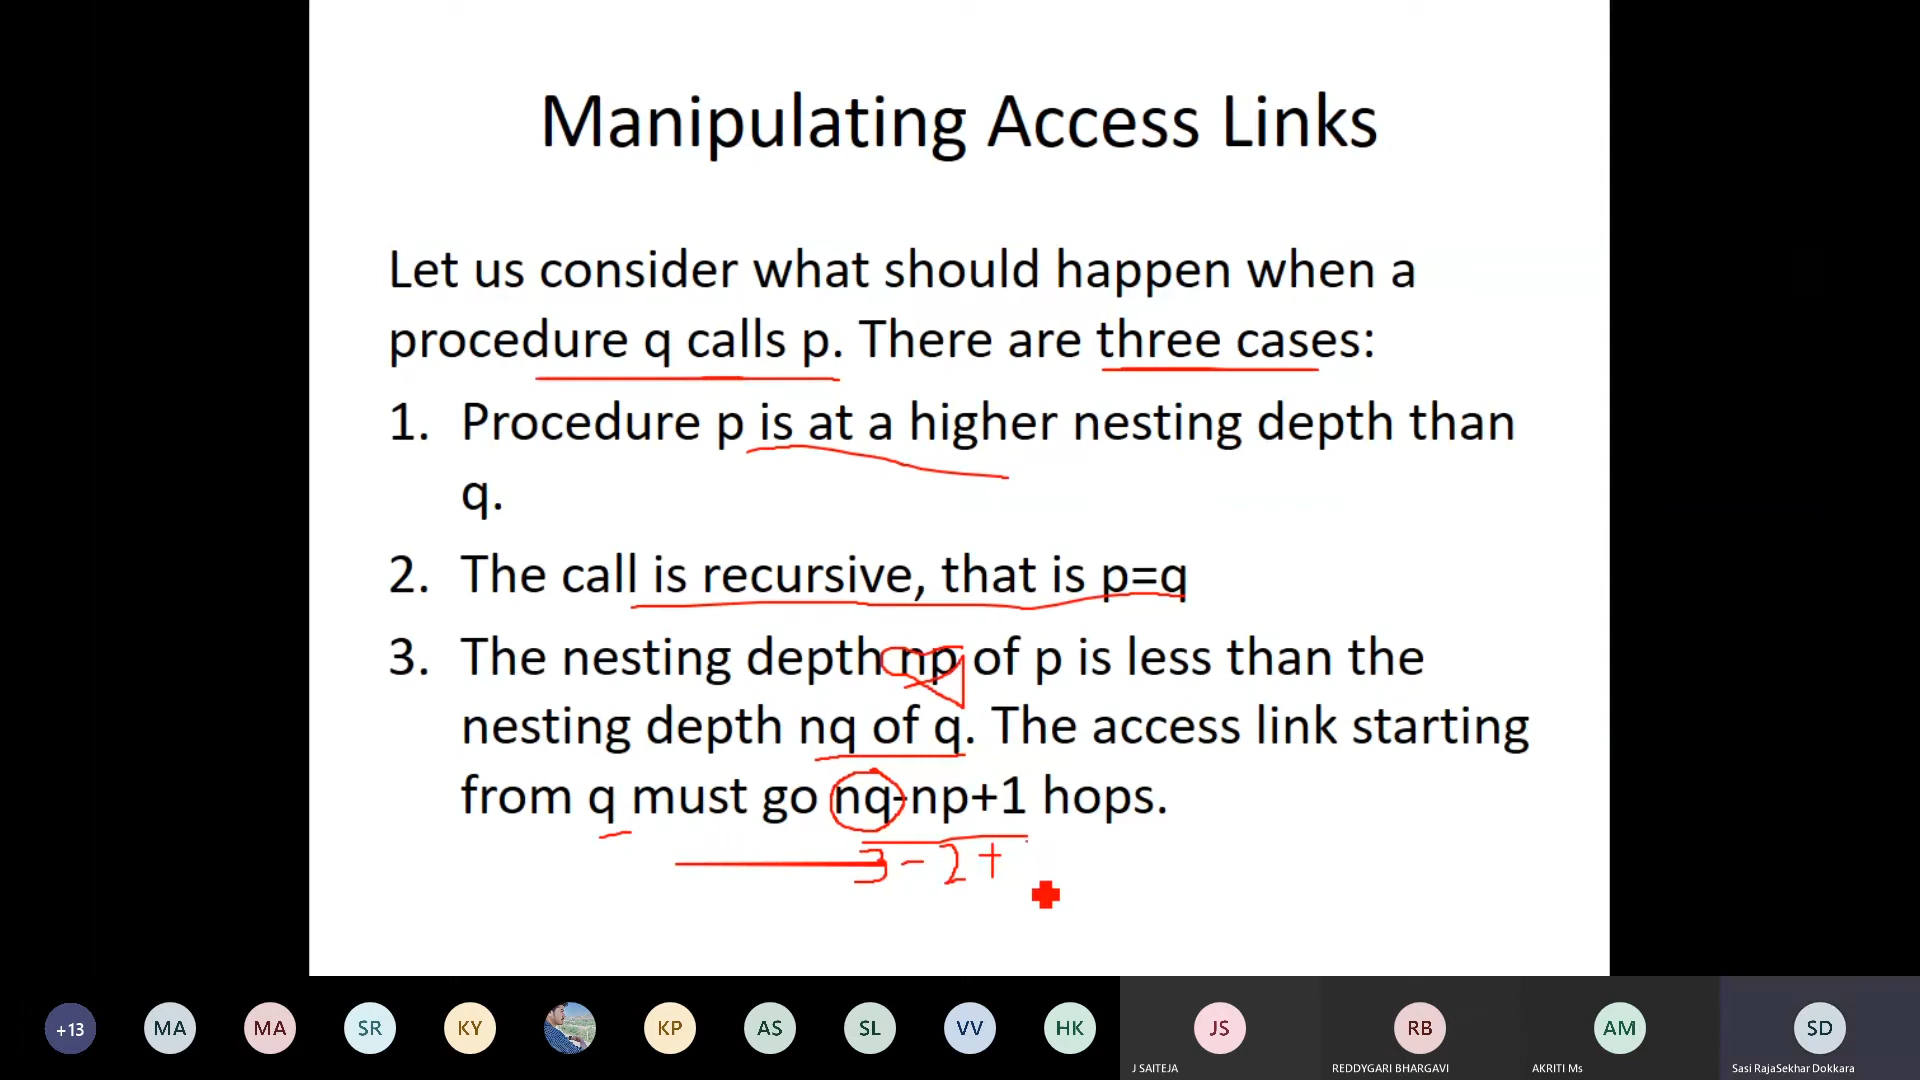 Manipulating Access Links
Let us consider what should happen when a
procedure q calls p. There are three cases:
1. Procedure p is at a higher nesting depth than
q.
2. The call is recursive, that is p=q
3. The nesting depth np of p is less than the
nesting depth nq of q. The access link starting
from q must go nq-np+1 hops.
3 - 2 +
+13 MA MA SR KY KP AS SL VV HK JS RB AM SD
J SAITEJA REDDYGARI BHARGAVI AKRITI Ms Sasi RajaSekhar Dokkara